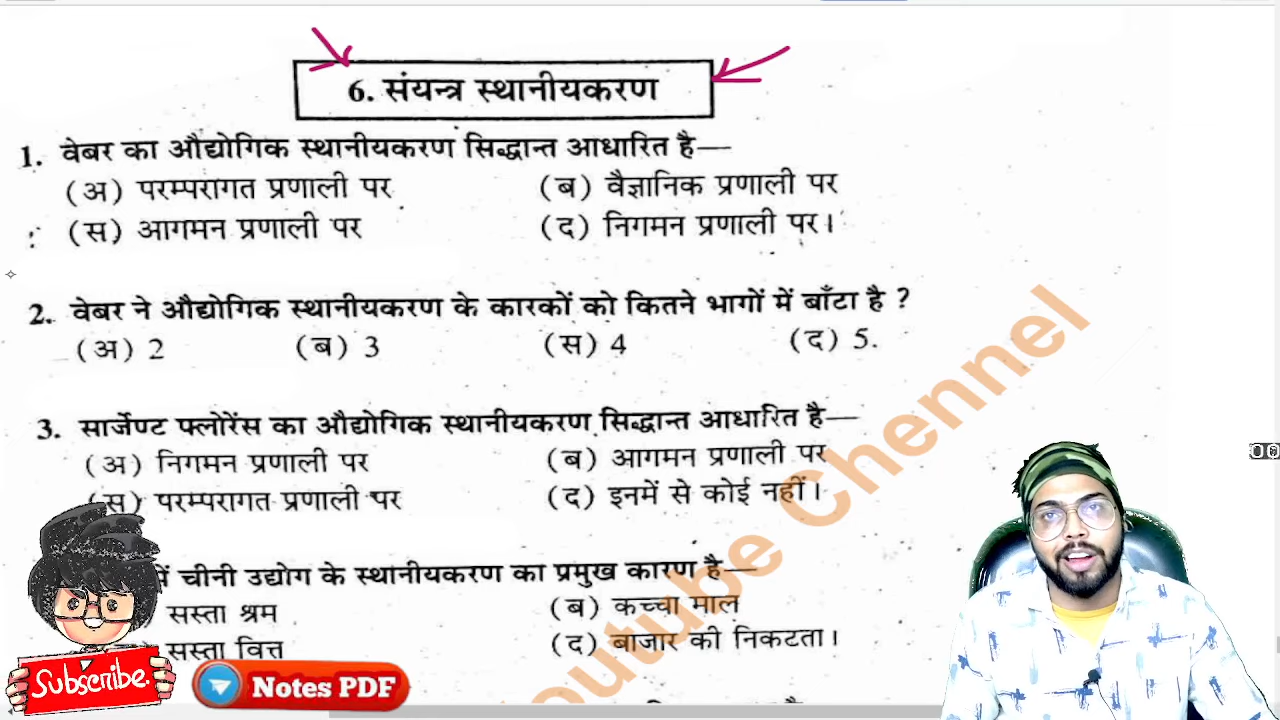 6. संयन्त्र स्थानीयकरण
1. वेबर का औद्योगिक स्थानीयकरण सिद्धान्त आधारित है—
(अ) परम्परागत प्रणाली पर (ब) वैज्ञानिक प्रणाली पर
(स) आगमन प्रणाली पर (द) निगमन प्रणाली पर।
2. वेबर ने औद्योगिक स्थानीयकरण के कारकों को कितने भागों में बाँटा है ?
(अ) 2 (ब) 3 (स) 4 (द) 5.
3. सार्जेण्ट फ्लोरेंस का औद्योगिक स्थानीयकरण सिद्धान्त आधारित है—
(अ) निगमन प्रणाली पर (ब) आगमन प्रणाली पर
(स) परम्परागत प्रणाली पर (द) इनमें से कोई नहीं।
में चीनी उद्योग के स्थानीयकरण का प्रमुख कारण है—
सस्ता श्रम (ब) कच्चा माल
सस्ता वित्त (द) बाजार की निकटता।
outube Chennel
Subscribe.
Notes PDF